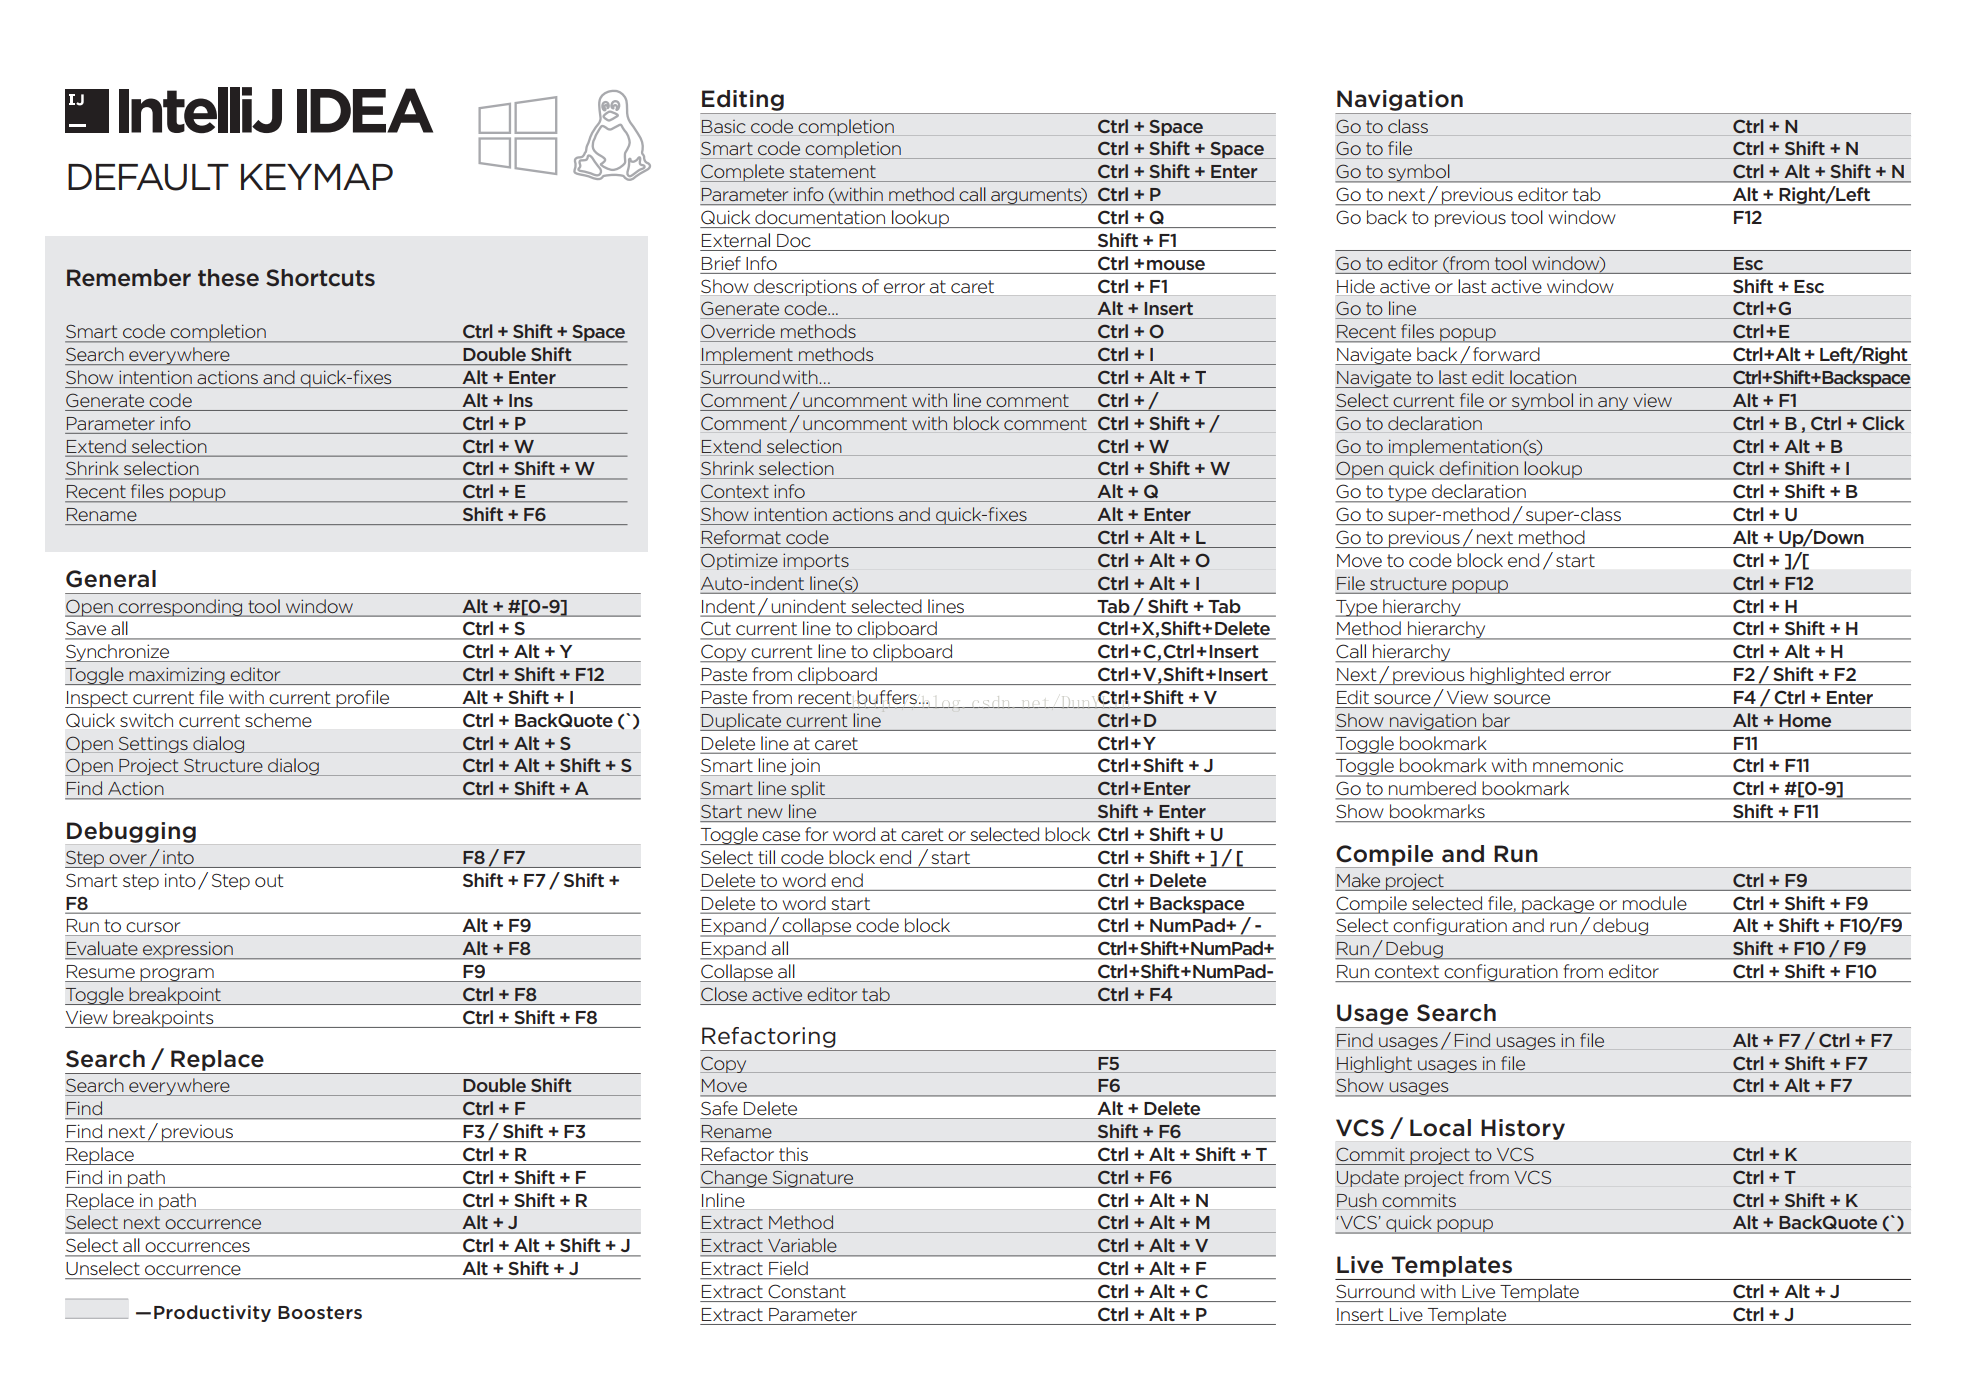 IJ
IntelliJ IDEA
DEFAULT KEYMAP
Remember these Shortcuts
Smart code completion Ctrl + Shift + Space
Search everywhere Double Shift
Show intention actions and quick-fixes Alt + Enter
Generate code Alt + Ins
Parameter info Ctrl + P
Extend selection Ctrl + W
Shrink selection Ctrl + Shift + W
Recent files popup Ctrl + E
Rename Shift + F6
General
Open corresponding tool window Alt + #[0-9]
Save all Ctrl + S
Synchronize Ctrl + Alt + Y
Toggle maximizing editor Ctrl + Shift + F12
Inspect current file with current profile Alt + Shift + I
Quick switch current scheme Ctrl + BackQuote (`)
Open Settings dialog Ctrl + Alt + S
Open Project Structure dialog Ctrl + Alt + Shift + S
Find Action Ctrl + Shift + A
Debugging
Step over / into F8 / F7
Smart step into / Step out Shift + F7 / Shift +
F8
Run to cursor Alt + F9
Evaluate expression Alt + F8
Resume program F9
Toggle breakpoint Ctrl + F8
View breakpoints Ctrl + Shift + F8
Search / Replace
Search everywhere Double Shift
Find Ctrl + F
Find next / previous F3 / Shift + F3
Replace Ctrl + R
Find in path Ctrl + Shift + F
Replace in path Ctrl + Shift + R
Select next occurrence Alt + J
Select all occurrences Ctrl + Alt + Shift + J
Unselect occurrence Alt + Shift + J
—Productivity Boosters
Editing
Basic code completion Ctrl + Space
Smart code completion Ctrl + Shift + Space
Complete statement Ctrl + Shift + Enter
Parameter info (within method call arguments) Ctrl + P
Quick documentation lookup Ctrl + Q
External Doc Shift + F1
Brief Info Ctrl +mouse
Show descriptions of error at caret Ctrl + F1
Generate code... Alt + Insert
Override methods Ctrl + O
Implement methods Ctrl + I
Surround with... Ctrl + Alt + T
Comment / uncomment with line comment Ctrl + /
Comment / uncomment with block comment Ctrl + Shift + /
Extend selection Ctrl + W
Shrink selection Ctrl + Shift + W
Context info Alt + Q
Show intention actions and quick-fixes Alt + Enter
Reformat code Ctrl + Alt + L
Optimize imports Ctrl + Alt + O
Auto-indent line(s) Ctrl + Alt + I
Indent / unindent selected lines Tab / Shift + Tab
Cut current line to clipboard Ctrl+X,Shift+Delete
Copy current line to clipboard Ctrl+C,Ctrl+Insert
Paste from clipboard Ctrl+V,Shift+Insert
Paste from recent buffers... Ctrl+Shift + V
Duplicate current line Ctrl+D
Delete line at caret Ctrl+Y
Smart line join Ctrl+Shift + J
Smart line split Ctrl+Enter
Start new line Shift + Enter
Toggle case for word at caret or selected block Ctrl + Shift + U
Select till code block end / start Ctrl + Shift + ] / [
Delete to word end Ctrl + Delete
Delete to word start Ctrl + Backspace
Expand / collapse code block Ctrl + NumPad+ / -
Expand all Ctrl+Shift+NumPad+
Collapse all Ctrl+Shift+NumPad-
Close active editor tab Ctrl + F4
Refactoring
Copy F5
Move F6
Safe Delete Alt + Delete
Rename Shift + F6
Refactor this Ctrl + Alt + Shift + T
Change Signature Ctrl + F6
Inline Ctrl + Alt + N
Extract Method Ctrl + Alt + M
Extract Variable Ctrl + Alt + V
Extract Field Ctrl + Alt + F
Extract Constant Ctrl + Alt + C
Extract Parameter Ctrl + Alt + P
Navigation
Go to class Ctrl + N
Go to file Ctrl + Shift + N
Go to symbol Ctrl + Alt + Shift + N
Go to next / previous editor tab Alt + Right/Left
Go back to previous tool window F12
Go to editor (from tool window) Esc
Hide active or last active window Shift + Esc
Go to line Ctrl+G
Recent files popup Ctrl+E
Navigate back / forward Ctrl+Alt + Left/Right
Navigate to last edit location Ctrl+Shift+Backspace
Select current file or symbol in any view Alt + F1
Go to declaration Ctrl + B , Ctrl + Click
Go to implementation(s) Ctrl + Alt + B
Open quick definition lookup Ctrl + Shift + I
Go to type declaration Ctrl + Shift + B
Go to super-method / super-class Ctrl + U
Go to previous / next method Alt + Up/Down
Move to code block end / start Ctrl + ]/[
File structure popup Ctrl + F12
Type hierarchy Ctrl + H
Method hierarchy Ctrl + Shift + H
Call hierarchy Ctrl + Alt + H
Next / previous highlighted error F2 / Shift + F2
Edit source / View source F4 / Ctrl + Enter
Show navigation bar Alt + Home
Toggle bookmark F11
Toggle bookmark with mnemonic Ctrl + F11
Go to numbered bookmark Ctrl + #[0-9]
Show bookmarks Shift + F11
Compile and Run
Make project Ctrl + F9
Compile selected file, package or module Ctrl + Shift + F9
Select configuration and run / debug Alt + Shift + F10/F9
Run / Debug Shift + F10 / F9
Run context configuration from editor Ctrl + Shift + F10
Usage Search
Find usages / Find usages in file Alt + F7 / Ctrl + F7
Highlight usages in file Ctrl + Shift + F7
Show usages Ctrl + Alt + F7
VCS / Local History
Commit project to VCS Ctrl + K
Update project from VCS Ctrl + T
Push commits Ctrl + Shift + K
‘VCS’ quick popup Alt + BackQuote (`)
Live Templates
Surround with Live Template Ctrl + Alt + J
Insert Live Template Ctrl + J